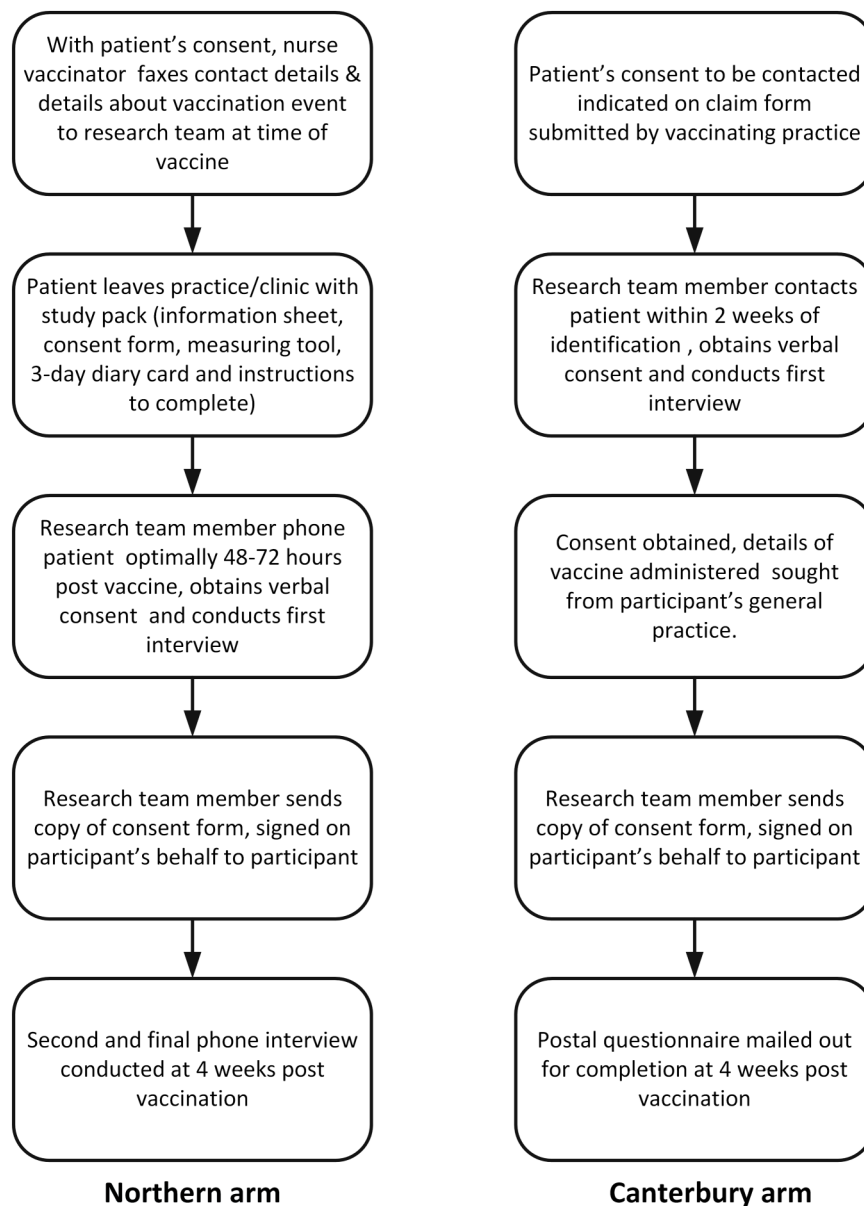 With patient's consent, nurse
vaccinator faxes contact details &
details about vaccination event
to research team at time of
vaccine
Patient leaves practice/clinic with
study pack (information sheet,
consent form, measuring tool,
3-day diary card and instructions
to complete)
Research team member phone
patient optimally 48-72 hours
post vaccine, obtains verbal
consent and conducts first
interview
Research team member sends
copy of consent form, signed on
participant's behalf to participant
Second and final phone interview
conducted at 4 weeks post
vaccination
Northern arm
Patient's consent to be contacted
indicated on claim form
submitted by vaccinating practice
Research team member contacts
patient within 2 weeks of
identification , obtains verbal
consent and conducts first
interview
Consent obtained, details of
vaccine administered sought
from participant's general
practice.
Research team member sends
copy of consent form, signed on
participant's behalf to participant
Postal questionnaire mailed out
for completion at 4 weeks post
vaccination
Canterbury arm